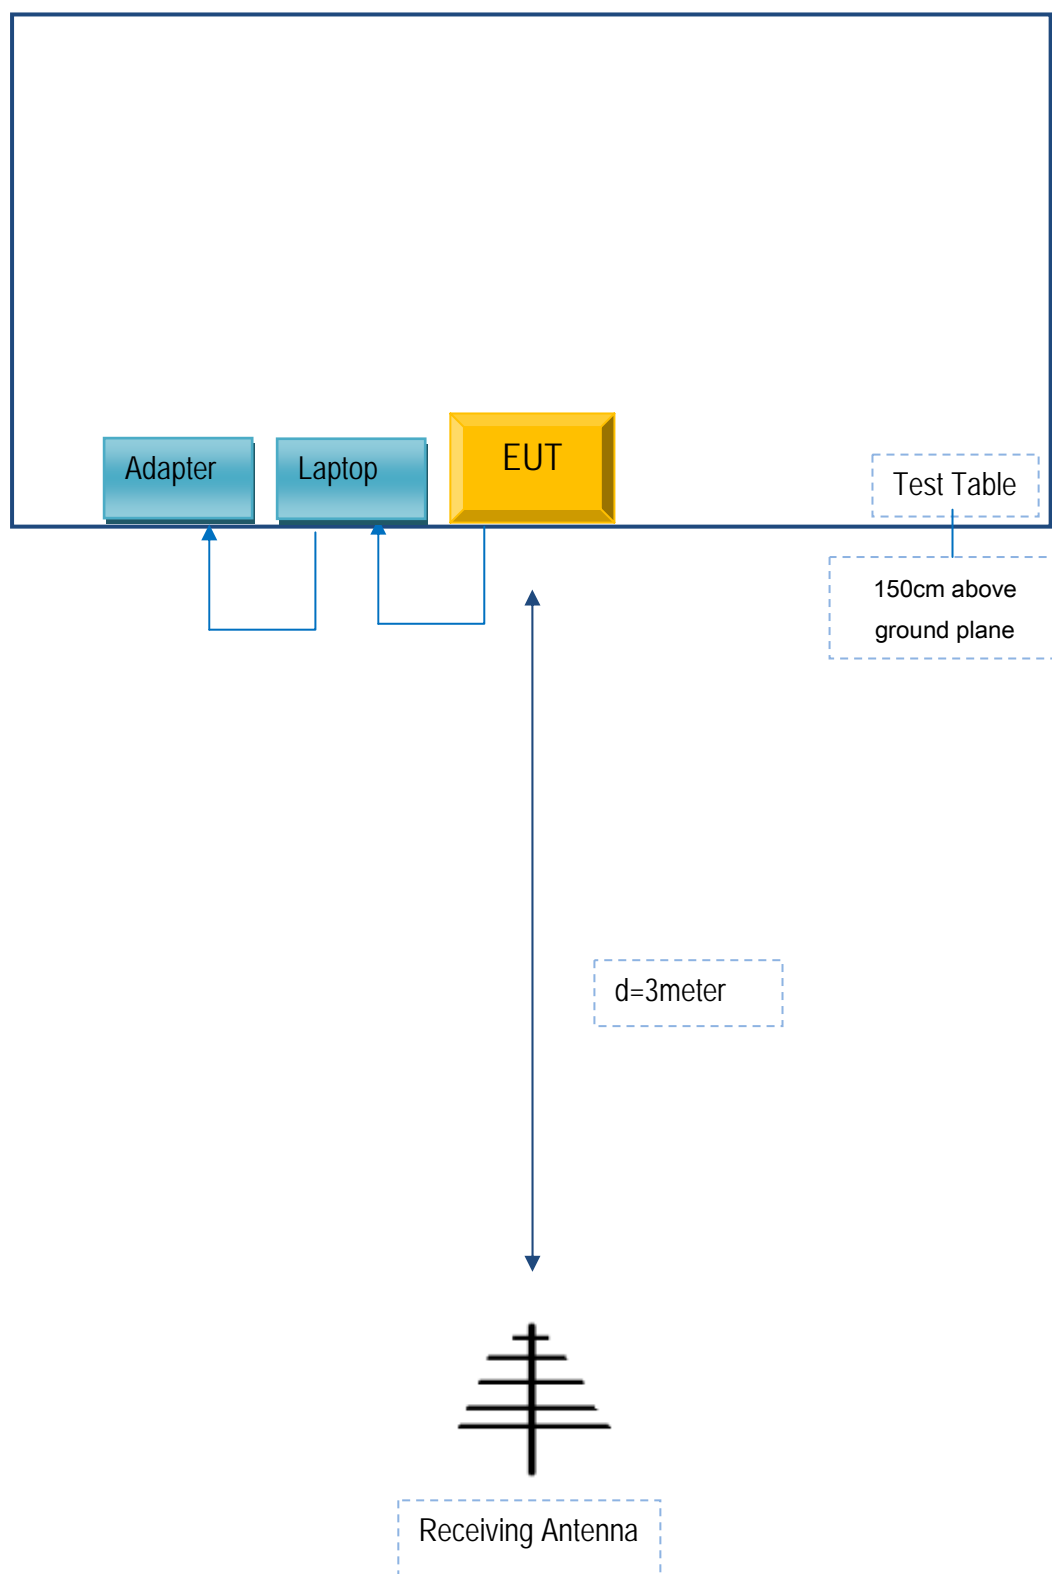 Adapter
Laptop
EUT
Test Table
150cm above
ground plane
d=3meter
Receiving Antenna